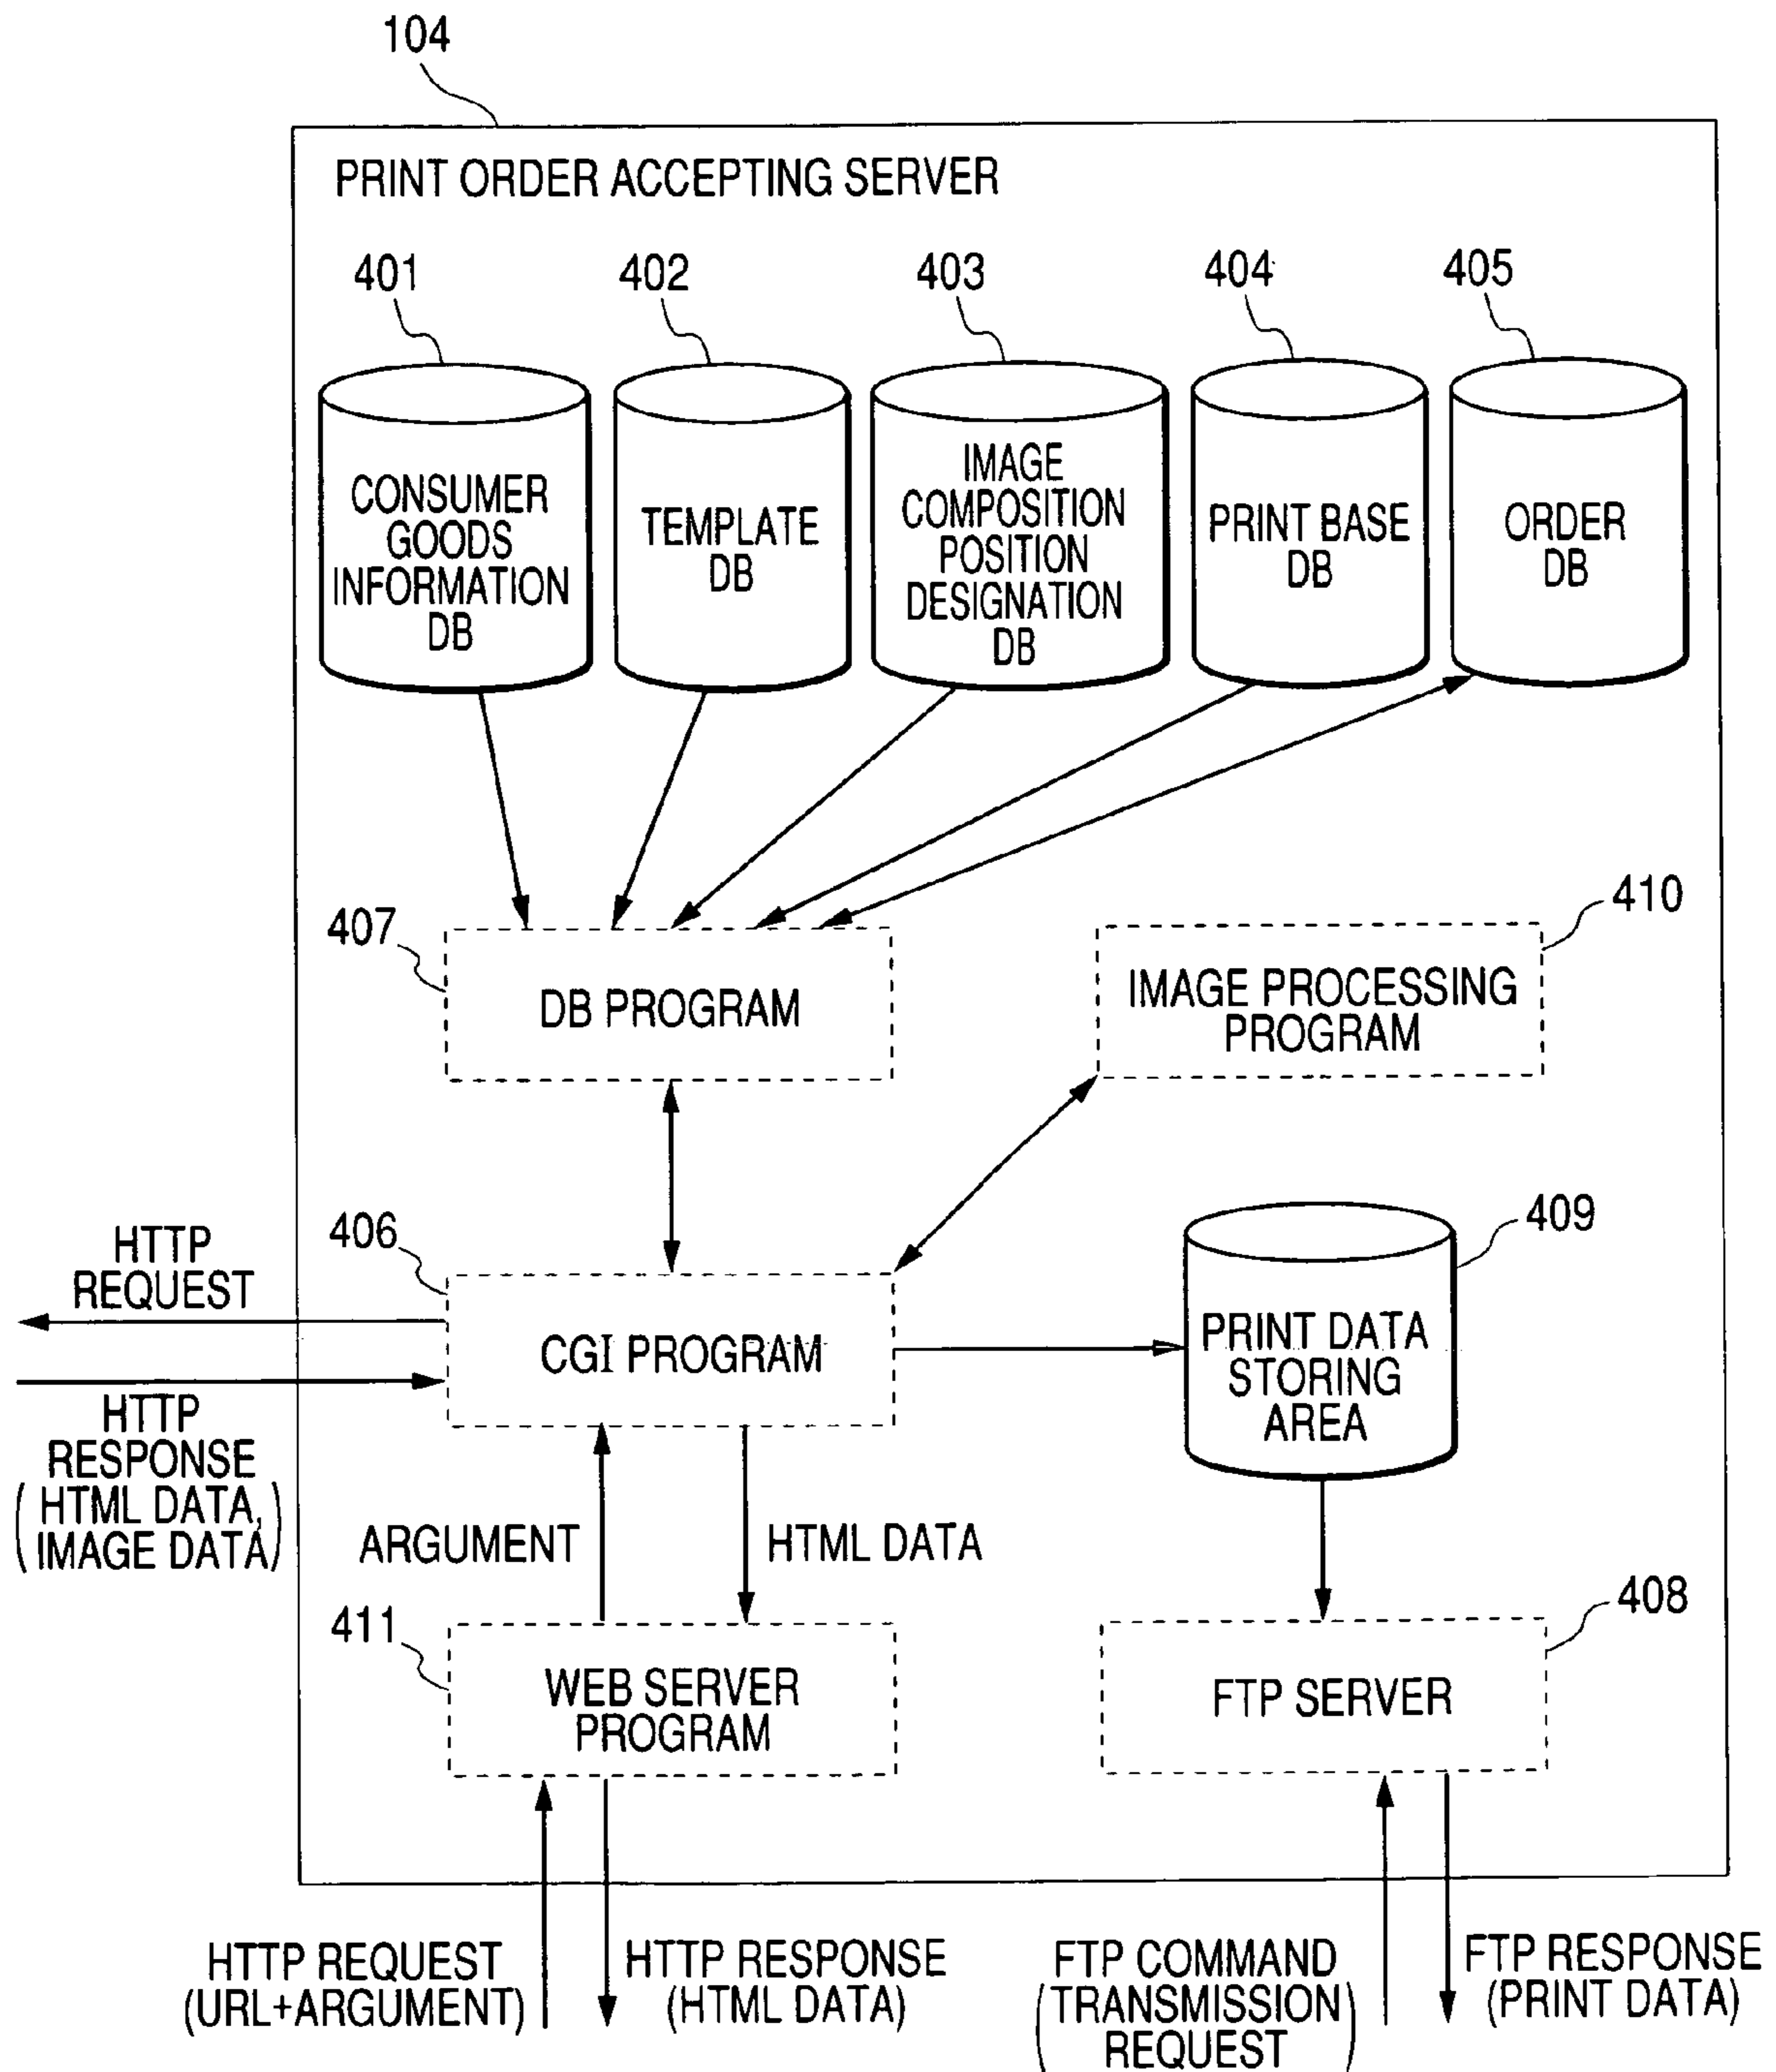 104
PRINT ORDER ACCEPTING SERVER
401
402
403
404
405
CONSUMER
GOODS
INFORMATION
DB
TEMPLATE
DB
IMAGE
COMPOSITION
POSITION
DESIGNATION
DB
PRINT BASE
DB
ORDER
DB
407
DB PROGRAM
410
IMAGE PROCESSING
PROGRAM
HTTP
REQUEST
406
CGI PROGRAM
409
PRINT DATA
STORING
AREA
HTTP
RESPONSE
(HTML DATA,
IMAGE DATA)
ARGUMENT
HTML DATA
411
WEB SERVER
PROGRAM
408
FTP SERVER
HTTP REQUEST
(URL+ARGUMENT)
HTTP RESPONSE
(HTML DATA)
FTP COMMAND
(TRANSMISSION
REQUEST)
FTP RESPONSE
(PRINT DATA)